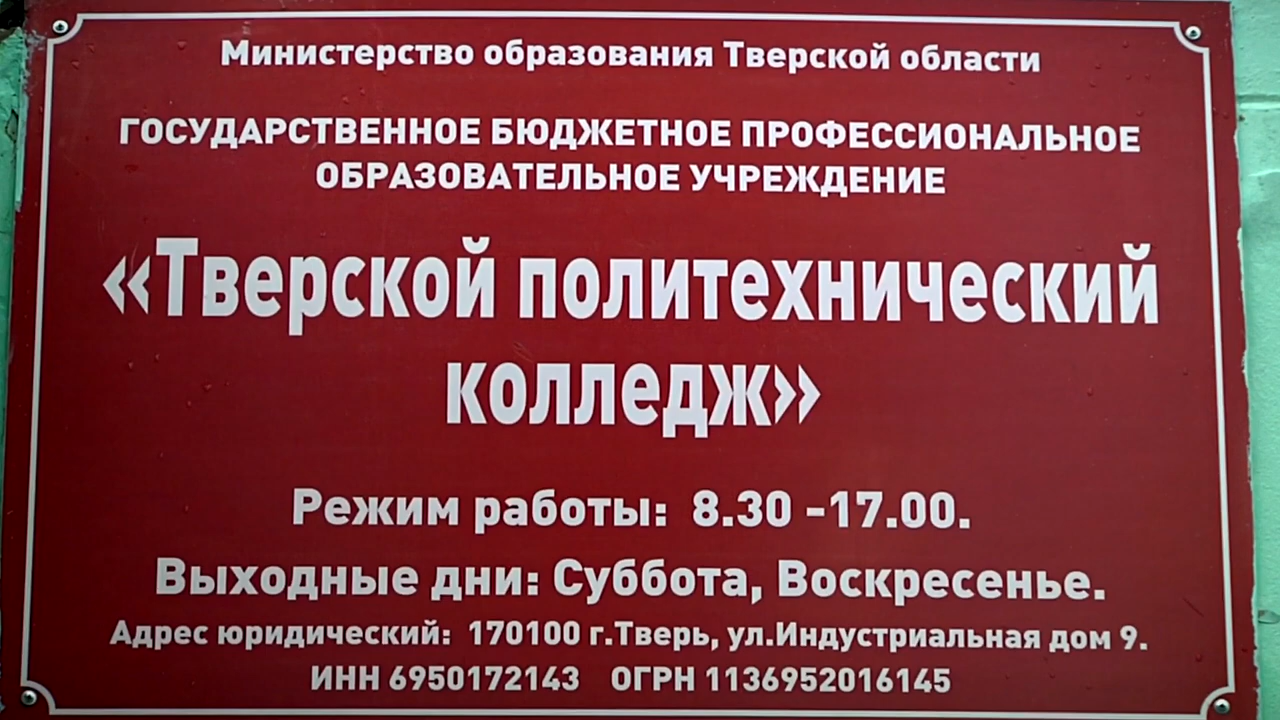 Министерство образования Тверской области
ГОСУДАРСТВЕННОЕ БЮДЖЕТНОЕ ПРОФЕССИОНАЛЬНОЕ
ОБРАЗОВАТЕЛЬНОЕ УЧРЕЖДЕНИЕ
«Тверской политехнический
колледж»
Режим работы: 8.30 -17.00.
Выходные дни: Суббота, Воскресенье.
Адрес юридический: 170100 г.Тверь, ул.Индустриальная дом 9.
ИНН 6950172143 ОГРН 1136952016145